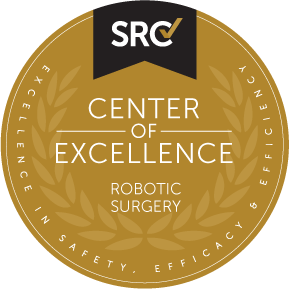 SRC
CENTER
OF
EXCELLENCE
ROBOTIC
SURGERY
EXCELLENCE IN SAFETY, EFFICACY & EFFICIENCY